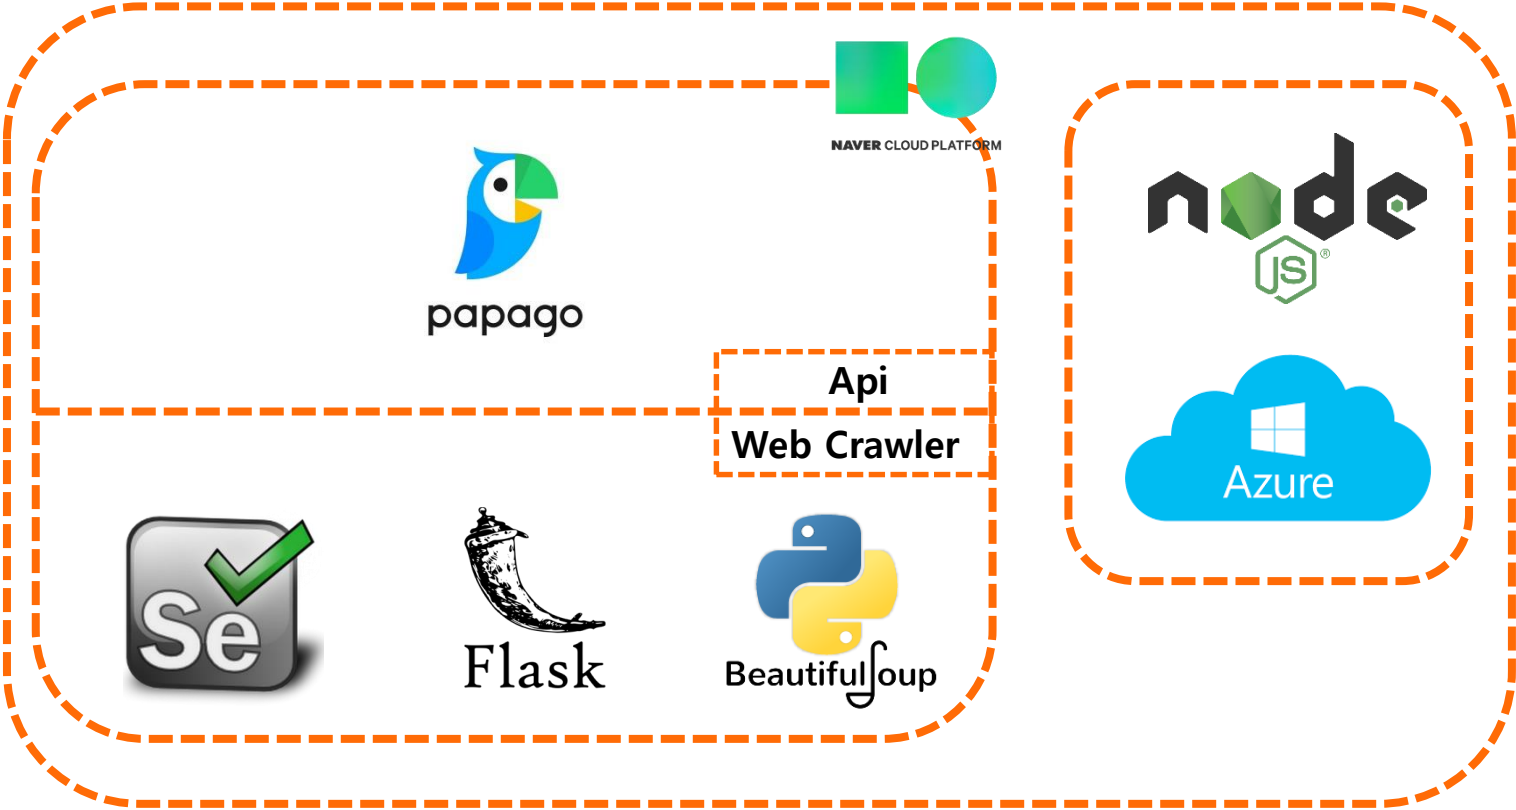 NAVER CLOUD PLATFORM
papago
Api
Web Crawler
Se
Flask
BeautifulSoup
node
JS®
Azure